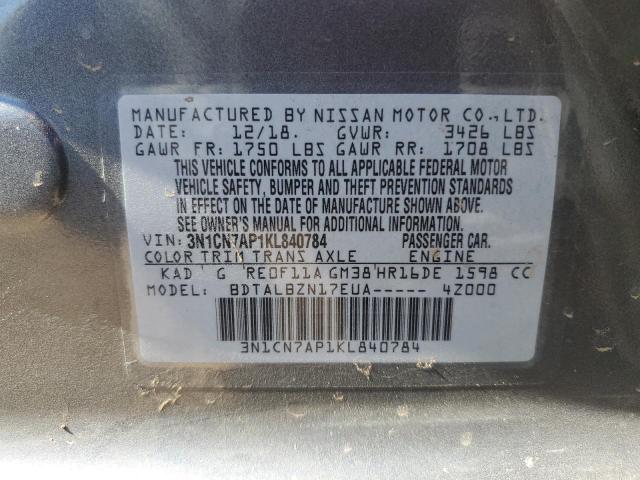 MANUFACTURED BY NISSAN MOTOR CO., LTD.
DATE: 12/18. GVWR: 3426 LBS
GAWR FR: 1750 LBS GAWR RR: 1708 LBS
THIS VEHICLE CONFORMS TO ALL APPLICABLE FEDERAL MOTOR
VEHICLE SAFETY, BUMPER AND THEFT PREVENTION STANDARDS
IN EFFECT ON THE DATE OF MANUFACTURE SHOWN ABOVE.
SEE OWNER'S MANUAL FOR ADDITIONAL INFORMATION.
VIN: 3N1CN7AP1KL840784 PASSENGER CAR.
COLOR TRIM TRANS AXLE ENGINE
KAD G RE0F11A GM38 HR16DE 1598 CC
MODEL: BDTALBZN17EUA----- 4Z000
3N1CN7AP1KL840784